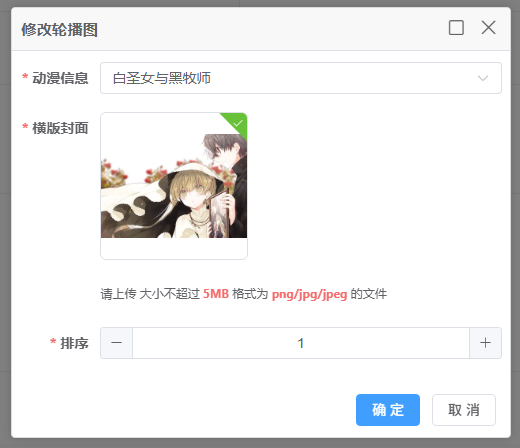 修改轮播图
* 动漫信息
白圣女与黑牧师
* 横版封面
请上传 大小不超过 5MB 格式为 png/jpg/jpeg 的文件
* 排序
1
确 定
取 消